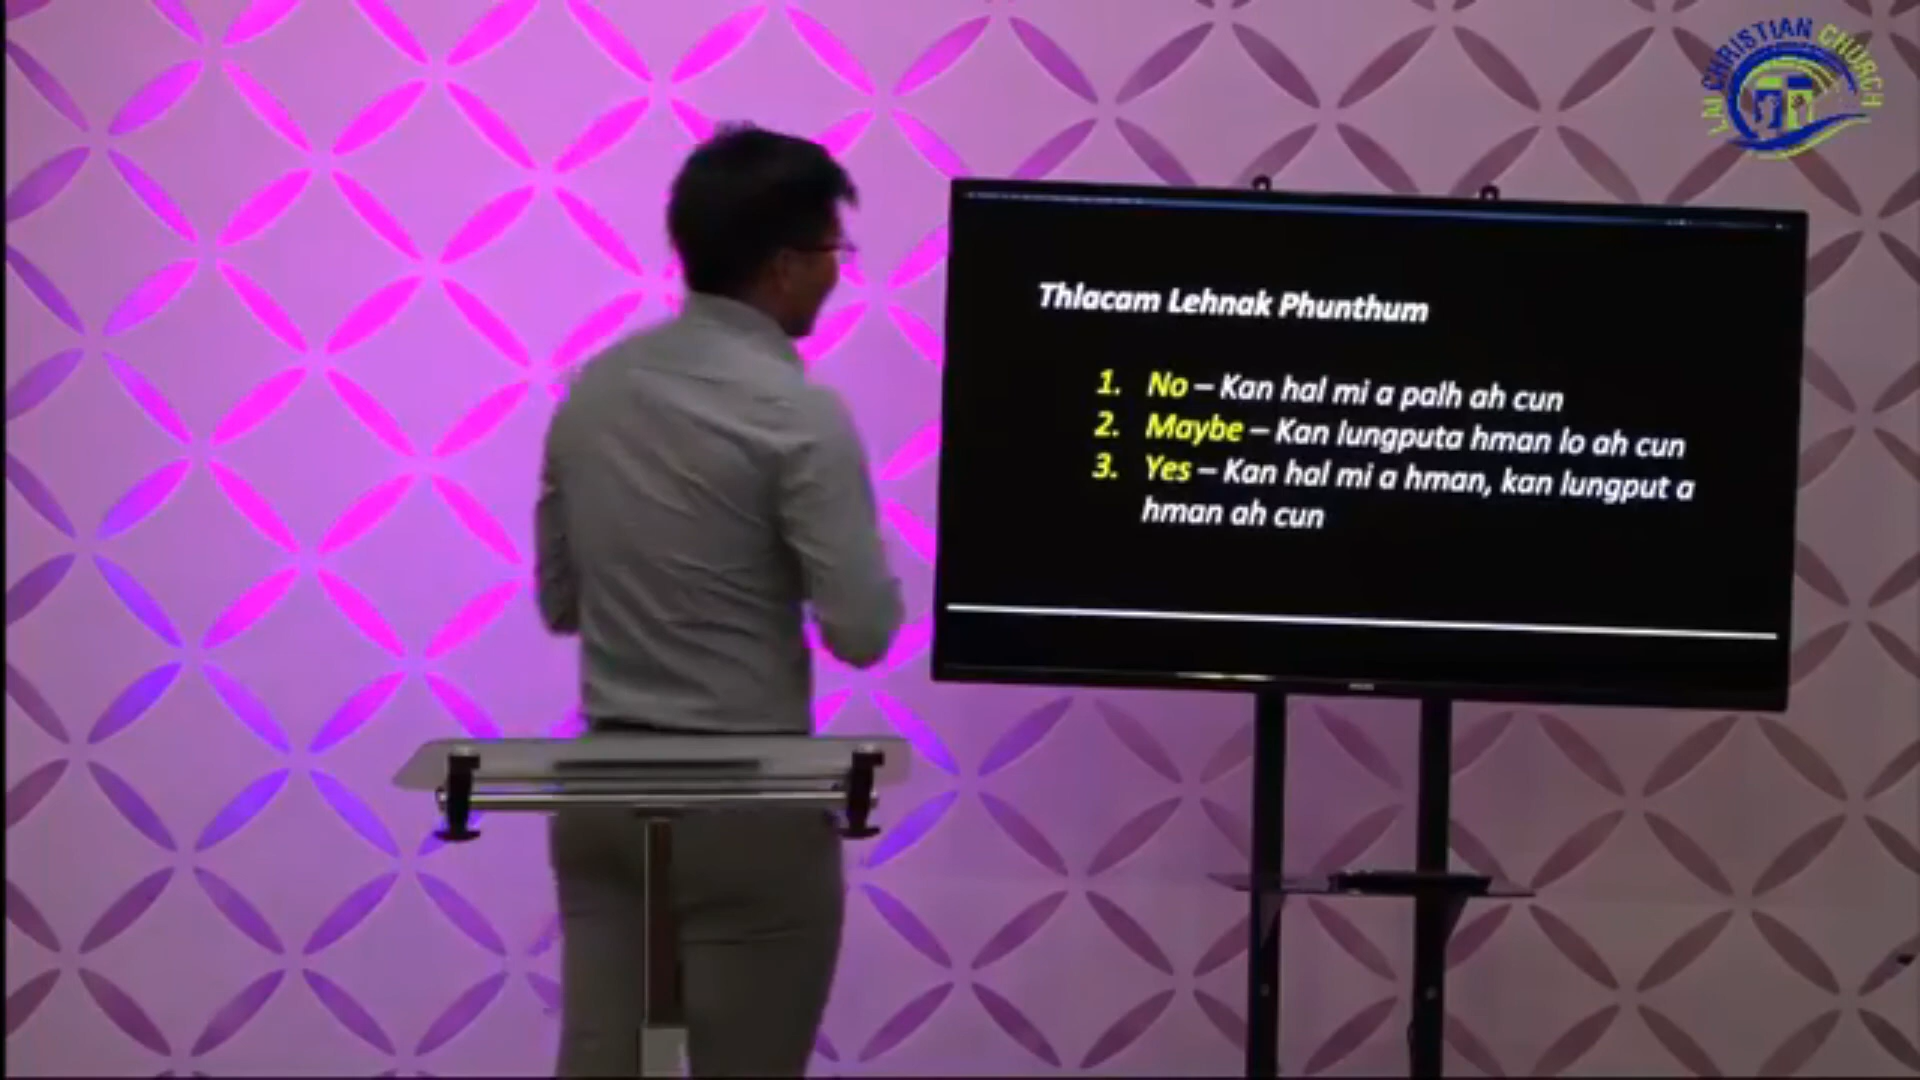 LAI CHRISTIAN CHURCH
Thlacam Lehnak Phunthum
1. No – Kan hal mi a palh ah cun
2. Maybe – Kan lungputa hman lo ah cun
3. Yes – Kan hal mi a hman, kan lungput a
hman ah cun